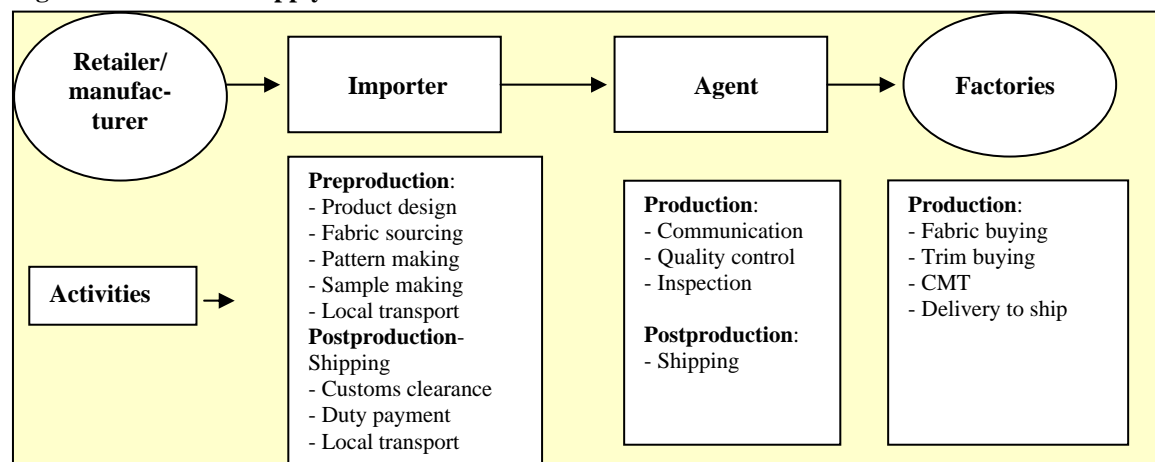 Retailer/
manufac-
turer
Importer
Agent
Factories
Activities
Preproduction:
- Product design
- Fabric sourcing
- Pattern making
- Sample making
- Local transport
Postproduction-
Shipping
- Customs clearance
- Duty payment
- Local transport
Production:
- Communication
- Quality control
- Inspection
Postproduction:
- Shipping
Production:
- Fabric buying
- Trim buying
- CMT
- Delivery to ship